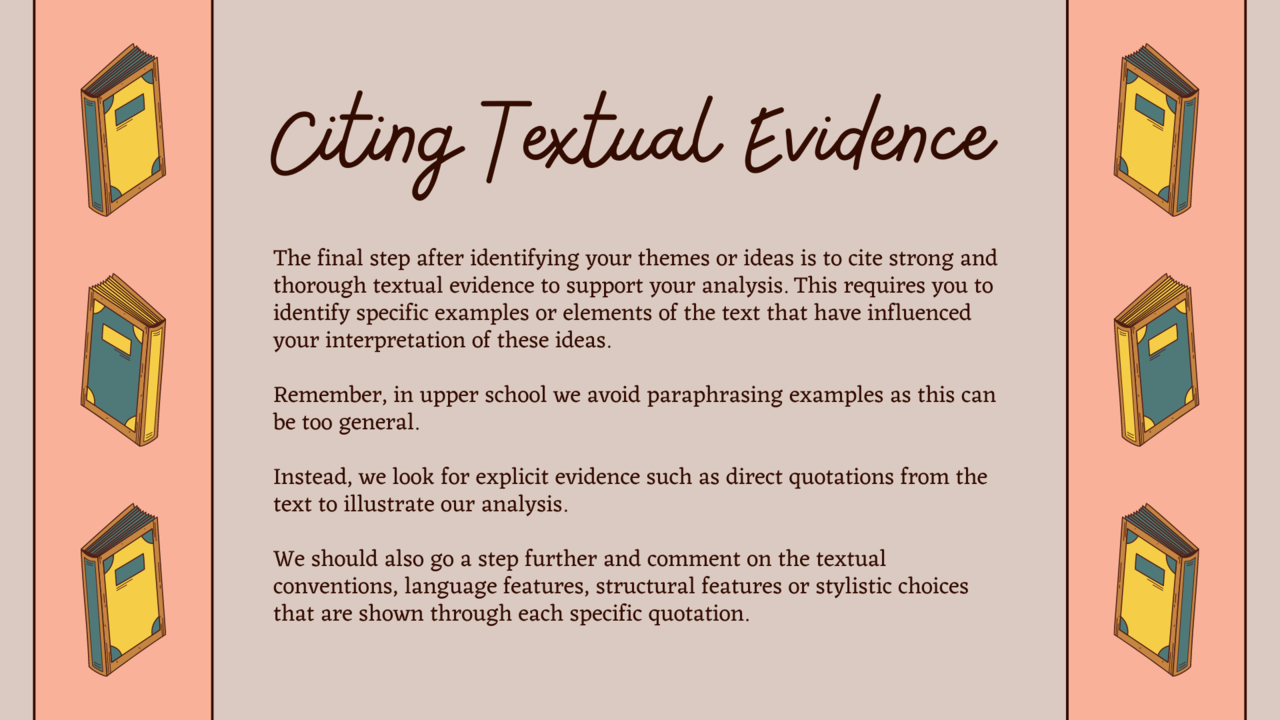 Citing Textual Evidence
The final step after identifying your themes or ideas is to cite strong and
thorough textual evidence to support your analysis. This requires you to
identify specific examples or elements of the text that have influenced
your interpretation of these ideas.
Remember, in upper school we avoid paraphrasing examples as this can
be too general.
Instead, we look for explicit evidence such as direct quotations from the
text to illustrate our analysis.
We should also go a step further and comment on the textual
conventions, language features, structural features or stylistic choices
that are shown through each specific quotation.